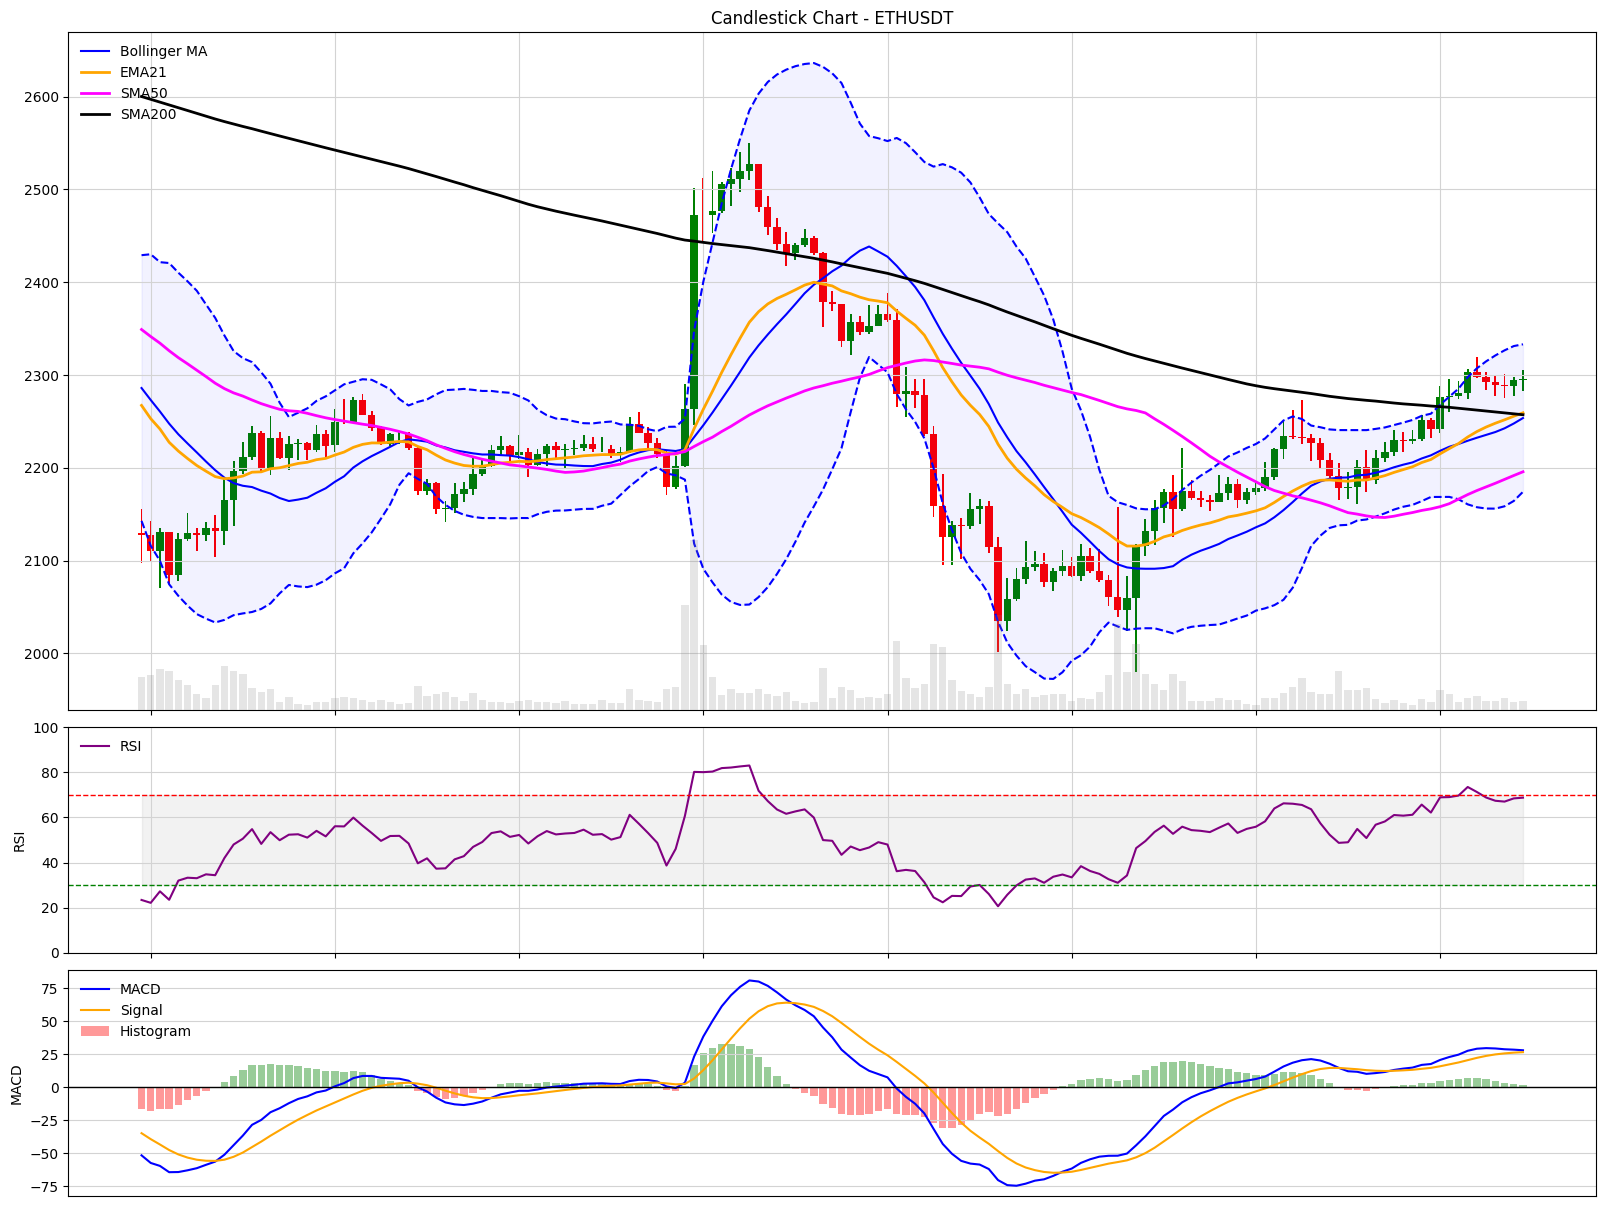 Candlestick Chart - ETHUSDT
Bollinger MA
EMA21
SMA50
SMA200
2600
2500
2400
2300
2200
2100
2000
100
80
60
40
20
0
RSI
RSI
75
50
25
0
−25
−50
−75
MACD
MACD
Signal
Histogram